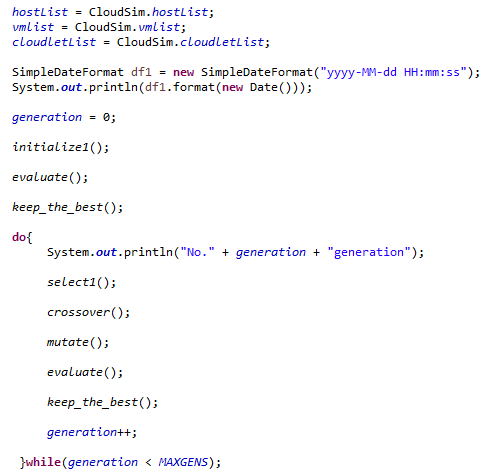 hostList = CloudSim.hostList;
vmlist = CloudSim.vmlist;
cloudletList = CloudSim.cloudletList;
SimpleDateFormat df1 = new SimpleDateFormat("yyyy-MM-dd HH:mm:ss");
System.out.println(df1.format(new Date()));
generation = 0;
initialize1();
evaluate();
keep_the_best();
do{
System.out.println("No." + generation + "generation");
select1();
crossover();
mutate();
evaluate();
keep_the_best();
generation++;
}while(generation < MAXGENS);